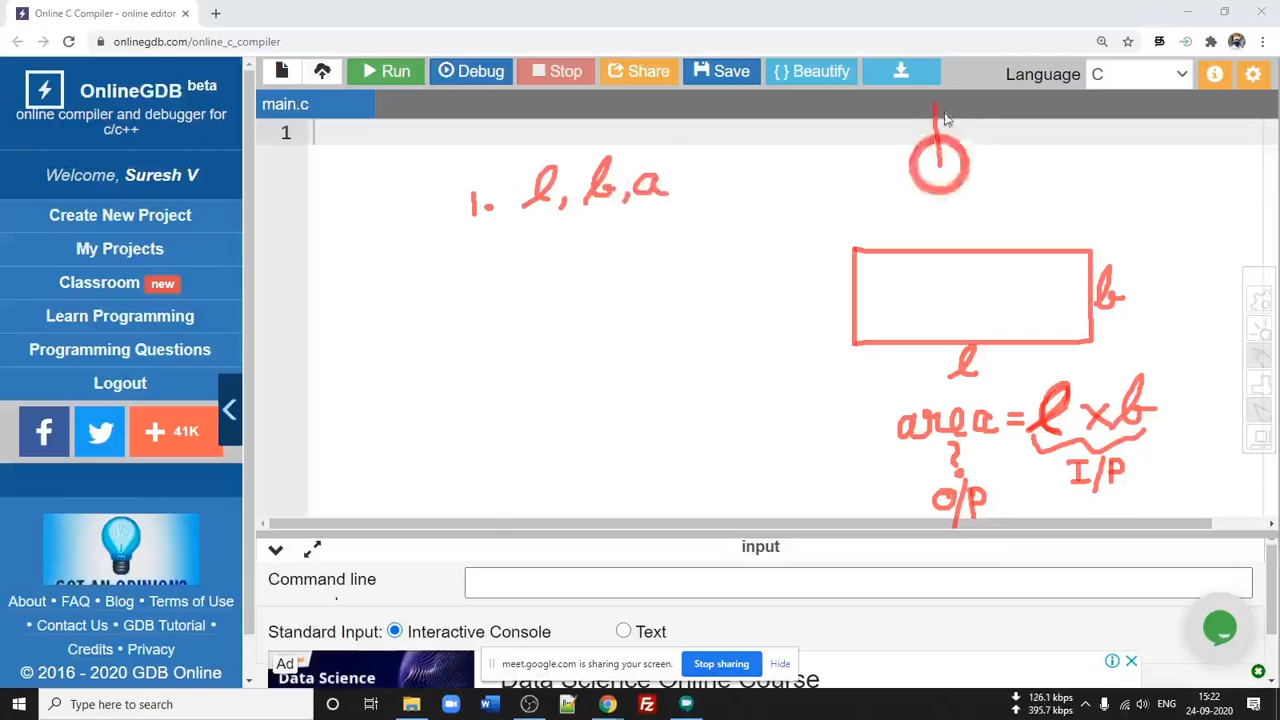 Online C Compiler - online editor
onlinegdb.com/online_c_compiler
OnlineGDB beta
online compiler and debugger for
c/c++
Welcome, Suresh V
Create New Project
My Projects
Classroom new
Learn Programming
Programming Questions
Logout
41K
GOT AN OPINION?
About • FAQ • Blog • Terms of Use
• Contact Us • GDB Tutorial •
Credits • Privacy
© 2016 - 2020 GDB Online
Run Debug Stop Share Save { } Beautify Language C
main.c
1
1. l, b, a
b
l
area = l x b
?
I/P
O/P
input
Command line
Standard Input: Interactive Console Text
meet.google.com is sharing your screen. Stop sharing Hide
Ad
Data Science
Data Science Online Course
Type here to search
126.1 kbps
395.7 kbps
ENG
15:22
24-09-2020